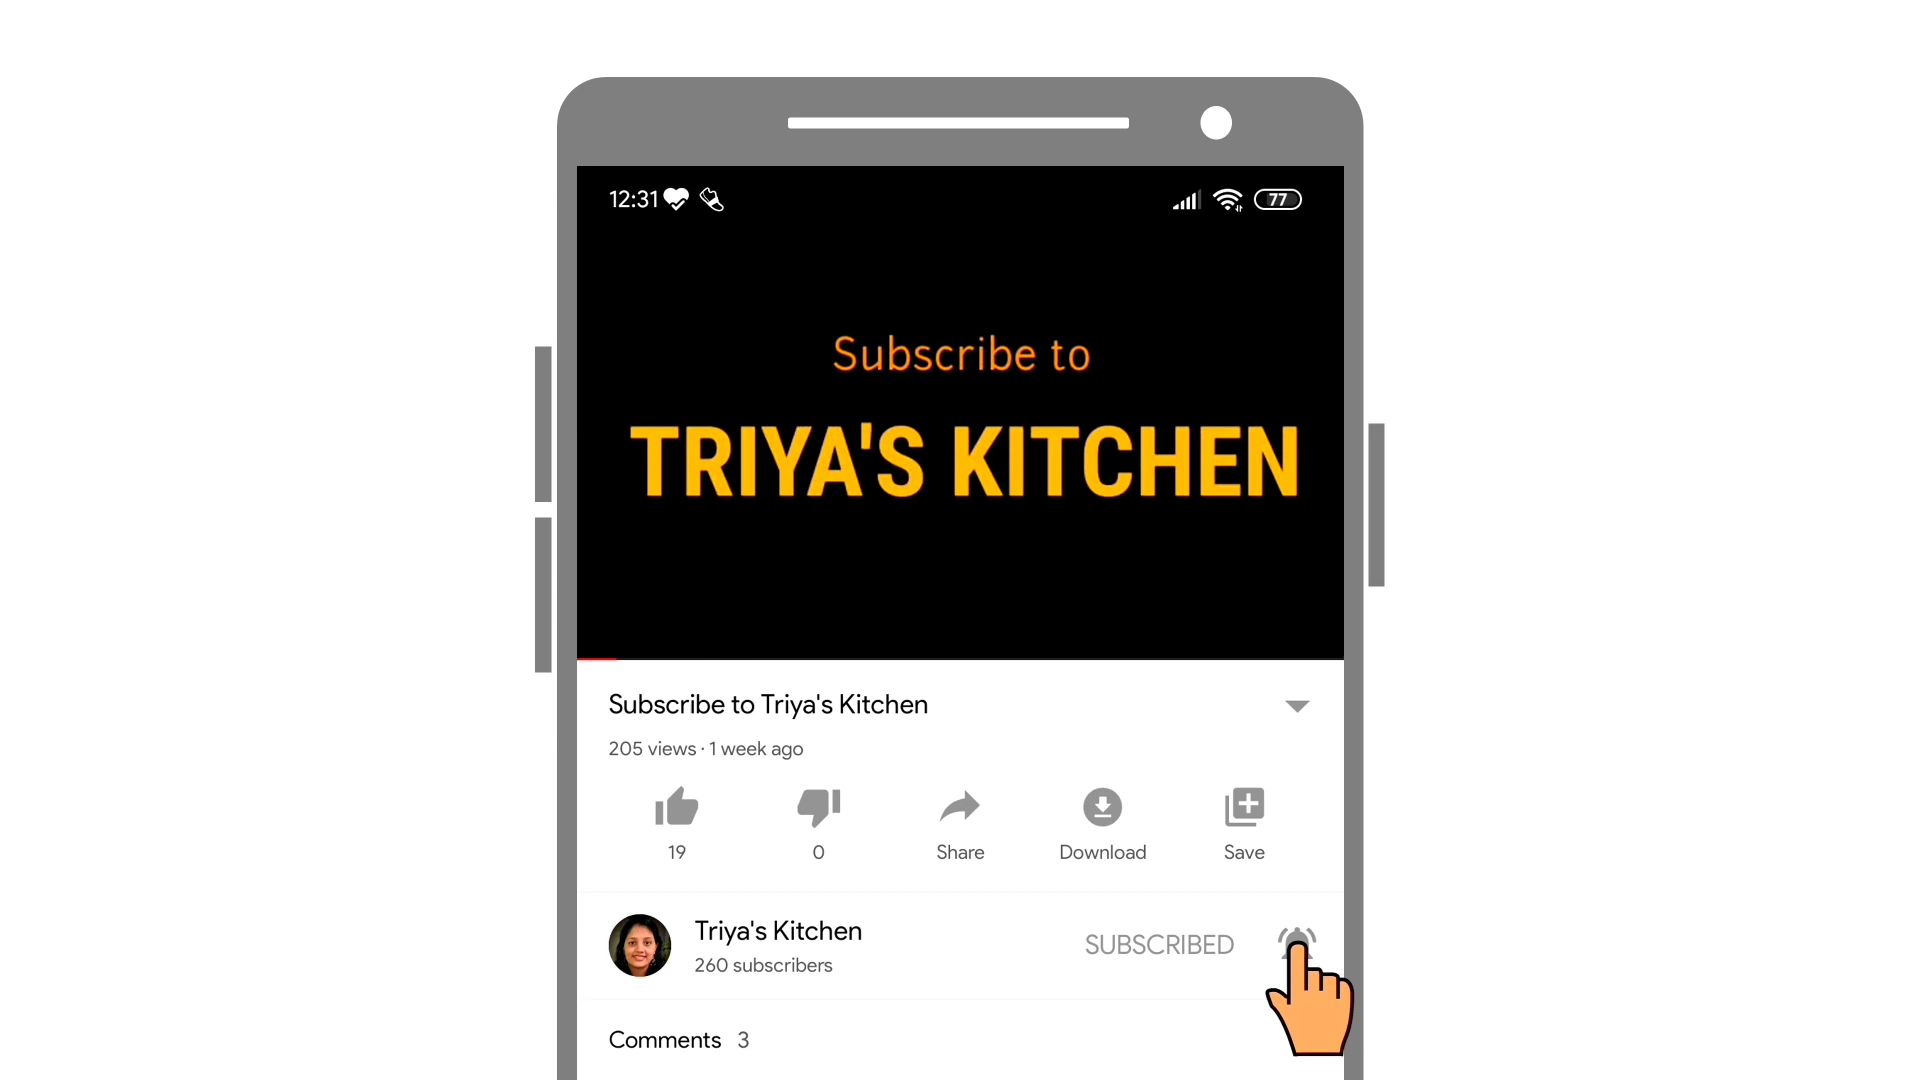 12:31 77
Subscribe to
TRIYA'S KITCHEN
Subscribe to Triya's Kitchen
205 views · 1 week ago
19 0 Share Download Save
Triya's Kitchen
260 subscribers
SUBSCRIBED
Comments 3